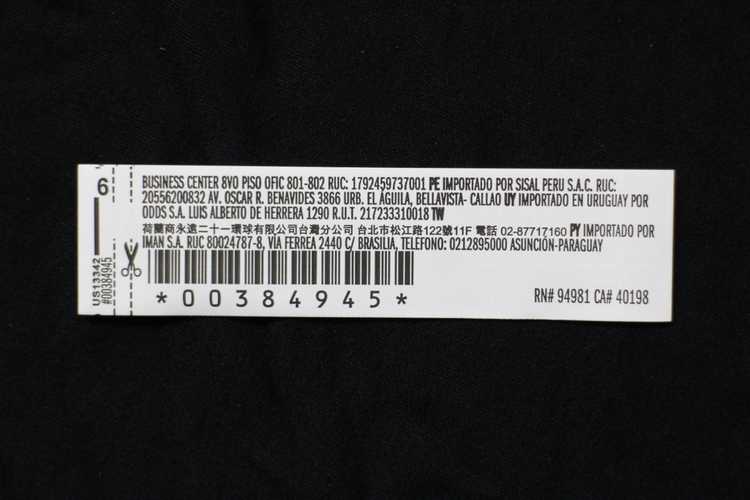 BUSINESS CENTER 8VO PISO OFIC 801-802 RUC: 1792459737001 PE IMPORTADO POR SISAL PERU S.A.C. RUC:
20556200832 AV. OSCAR R. BENAVIDES 3866 URB. EL ÁGUILA, BELLAVISTA- CALLAO UY IMPORTADO EN URUGUAY POR
ODDS S.A. LUIS ALBERTO DE HERRERA 1290 R.U.T. 217233310018 TW
荷蘭商永遠二十一環球有限公司台灣分公司 台北市松江路122號11F 電話 02-87717160 PY IMPORTADO POR
IMAN S.A. RUC 80024787-8, VÍA FERREA 2440 C/ BRASILIA, TELEFONO: 0212895000 ASUNCIÓN-PARAGUAY
*00384945*
RN# 94981 CA# 40198
6
US13342
#00384945